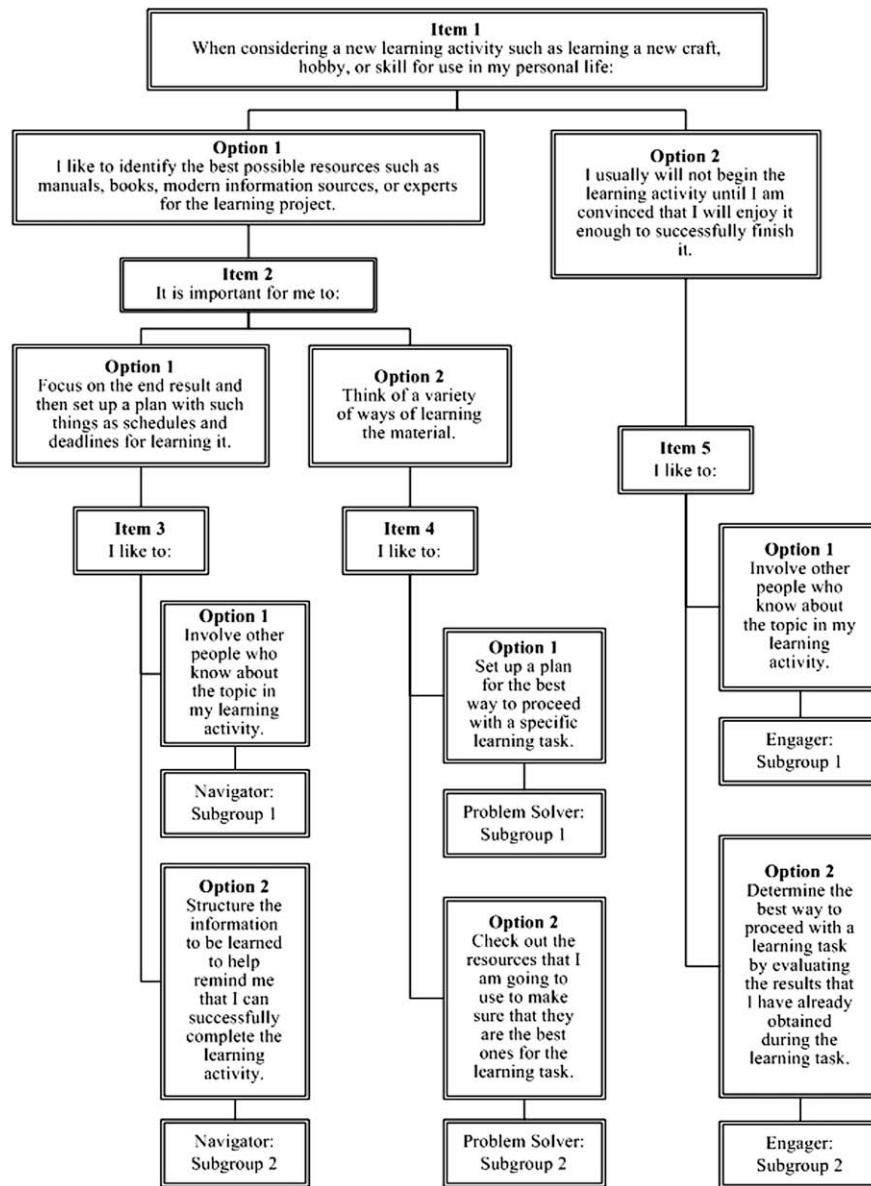 Item 1
When considering a new learning activity such as learning a new craft,
hobby, or skill for use in my personal life:
Option 1
I like to identify the best possible resources such as
manuals, books, modern information sources, or experts
for the learning project.
Option 2
I usually will not begin the
learning activity until I am
convinced that I will enjoy it
enough to successfully finish
it.
Item 2
It is important for me to:
Option 1
Focus on the end result and
then set up a plan with such
things as schedules and
deadlines for learning it.
Option 2
Think of a variety
of ways of learning
the material.
Item 5
I like to:
Item 3
I like to:
Item 4
I like to:
Option 1
Involve other
people who
know about
the topic in
my learning
activity.
Navigator:
Subgroup 1
Option 2
Structure the
information
to be learned
to help
remind me
that I can
successfully
complete the
learning
activity.
Navigator:
Subgroup 2
Option 1
Set up a plan
for the best
way to proceed
with a specific
learning task.
Problem Solver:
Subgroup 1
Option 2
Check out the
resources that I
am going to
use to make
sure that they
are the best
ones for the
learning task.
Problem Solver:
Subgroup 2
Option 1
Involve other
people who
know about
the topic in my
learning
activity.
Engager:
Subgroup 1
Option 2
Determine the
best way to
proceed with a
learning task
by evaluating
the results that
I have already
obtained
during the
learning task.
Engager:
Subgroup 2